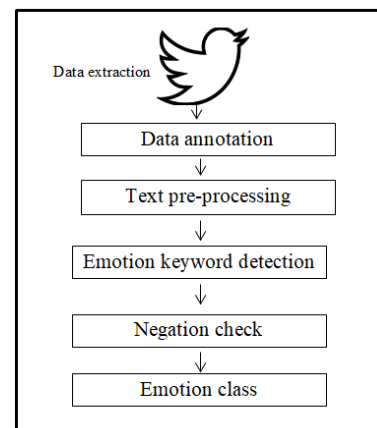 Data extraction
Data annotation
Text pre-processing
Emotion keyword detection
Negation check
Emotion class